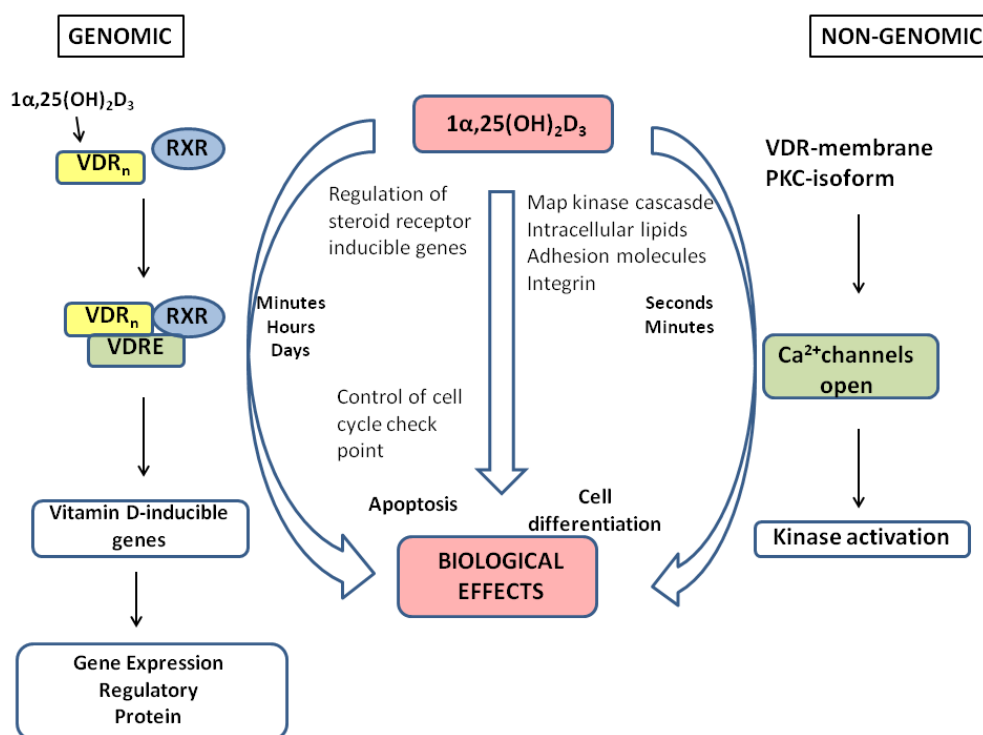 GENOMIC
NON-GENOMIC
1α,25(OH)₂D₃
VDRₙ
RXR
VDRₙ
RXR
VDRE
Vitamin D-inducible
genes
Gene Expression
Regulatory
Protein
1α,25(OH)₂D₃
Regulation of
steroid receptor
inducible genes
Map kinase cascasde
Intracellular lipids
Adhesion molecules
Integrin
Minutes
Hours
Days
Seconds
Minutes
Control of cell
cycle check
point
Apoptosis
Cell
differentiation
BIOLOGICAL
EFFECTS
VDR-membrane
PKC-isoform
Ca²⁺channels
open
Kinase activation